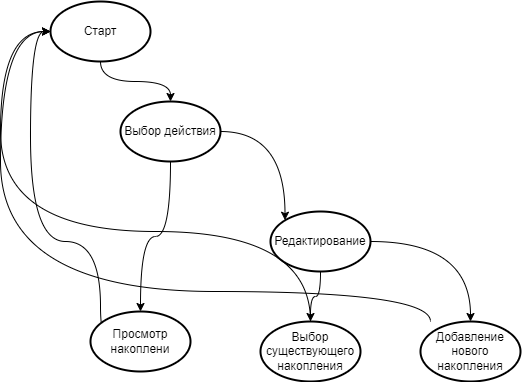 Старт
Выбор действия
Редактирование
Просмотр
накоплени
Выбор
существующего
накопления
Добавление
нового
накопления